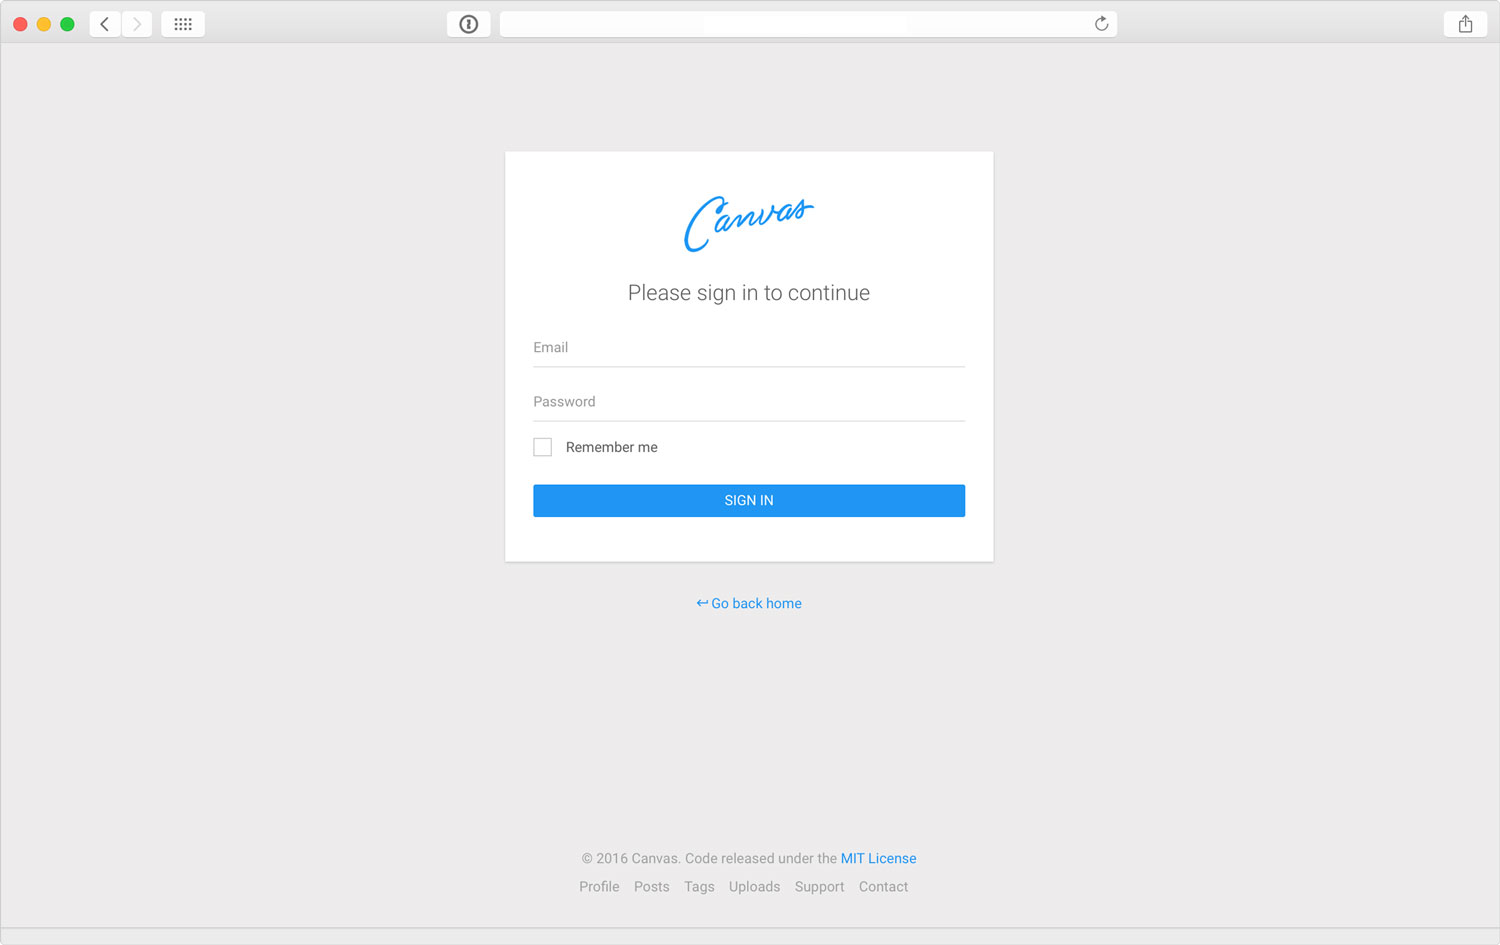 Canvas
Please sign in to continue
Email
Password
Remember me
SIGN IN
↩ Go back home
© 2016 Canvas. Code released under the MIT License
Profile Posts Tags Uploads Support Contact